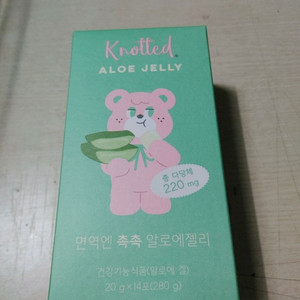 Knotted.
ALOE JELLY
총 다당체
220 mg
면역엔 촉촉 알로에젤리
건강기능식품(알로에 겔)
20 g X 14포(280 g)